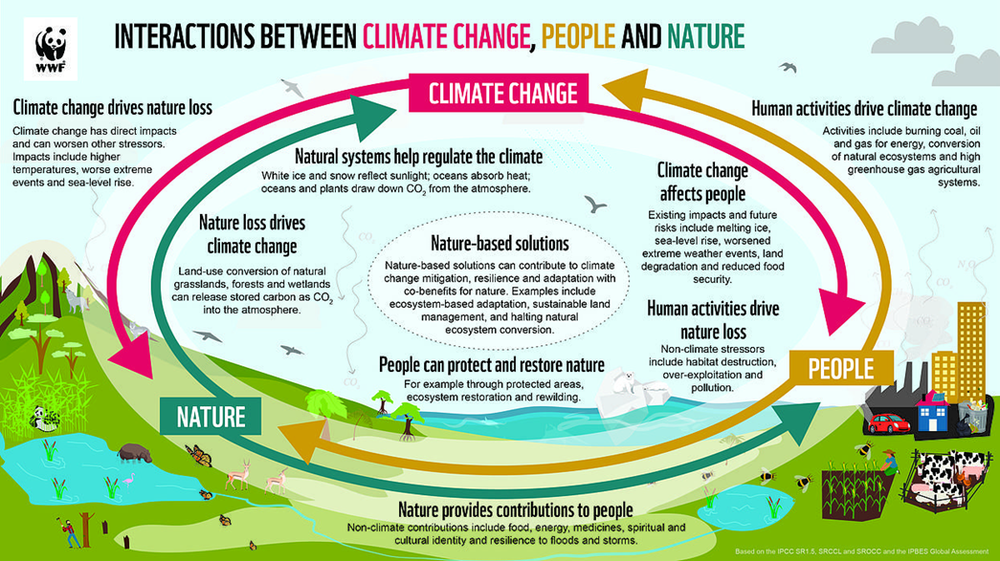 INTERACTIONS BETWEEN CLIMATE CHANGE, PEOPLE AND NATURE
WWF
CLIMATE CHANGE
Climate change drives nature loss
Climate change has direct impacts
and can worsen other stressors.
Impacts include higher
temperatures, worse extreme
events and sea-level rise.
Human activities drive climate change
Activities include burning coal, oil
and gas for energy, conversion
of natural ecosystems and high
greenhouse gas agricultural
systems.
Natural systems help regulate the climate
White ice and snow reflect sunlight; oceans absorb heat;
oceans and plants draw down CO₂ from the atmosphere.
Climate change
affects people
Existing impacts and future
risks include melting ice,
sea-level rise, worsened
extreme weather events, land
degradation and reduced food
security.
Nature loss drives
climate change
Land-use conversion of natural
grasslands, forests and wetlands
can release stored carbon as CO₂
into the atmosphere.
Nature-based solutions
Nature-based solutions can contribute to climate
change mitigation, resilience and adaptation with
co-benefits for nature. Examples include
ecosystem-based adaptation, sustainable land
management, and halting natural
ecosystem conversion.
Human activities drive
nature loss
Non-climate stressors
include habitat destruction,
over-exploitation and
pollution.
People can protect and restore nature
For example through protected areas,
ecosystem restoration and rewilding.
PEOPLE
NATURE
CO₂
CO₂
CO₂
CO₂
N₂O
Nature provides contributions to people
Non-climate contributions include food, energy, medicines, spiritual and
cultural identity and resilience to floods and storms.
Based on the IPCC SR1.5, SRCCL and SROCC and the IPBES Global Assessment